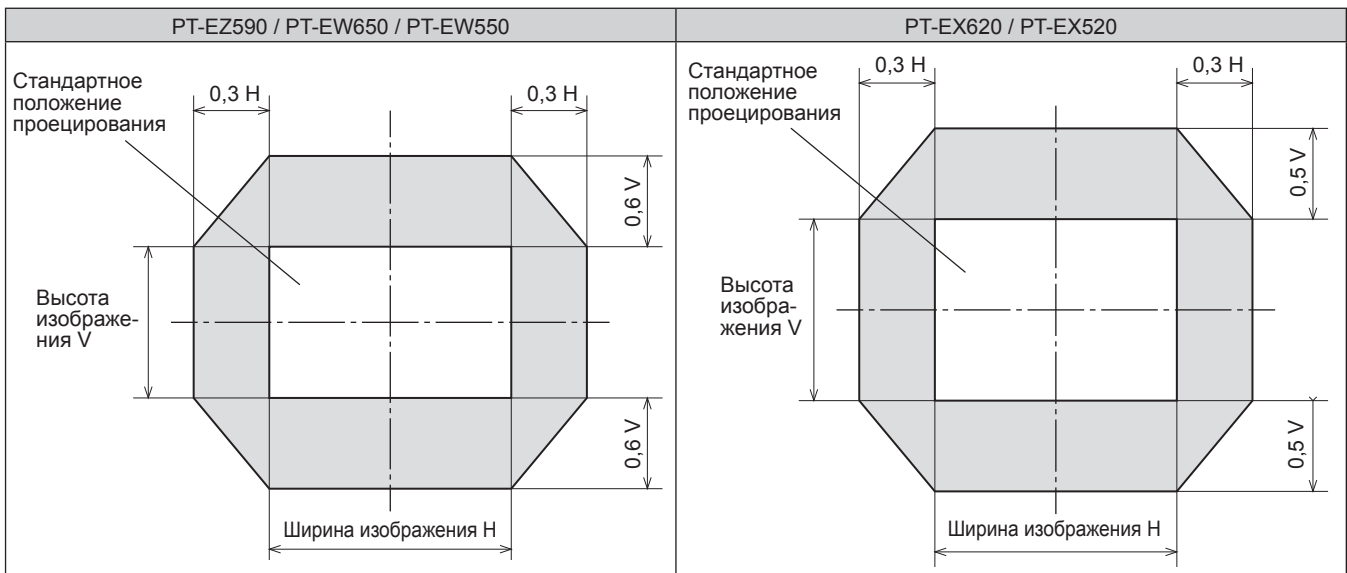 PT-EZ590 / PT-EW650 / PT-EW550
Стандартное
положение
проецирования
0,3 H
0,3 H
0,6 V
Высота
изображе-
ния V
0,6 V
Ширина изображения H
PT-EX620 / PT-EX520
Стандартное
положение
проецирования
0,3 H
0,3 H
0,5 V
Высота
изобра-
жения V
0,5 V
Ширина изображения H